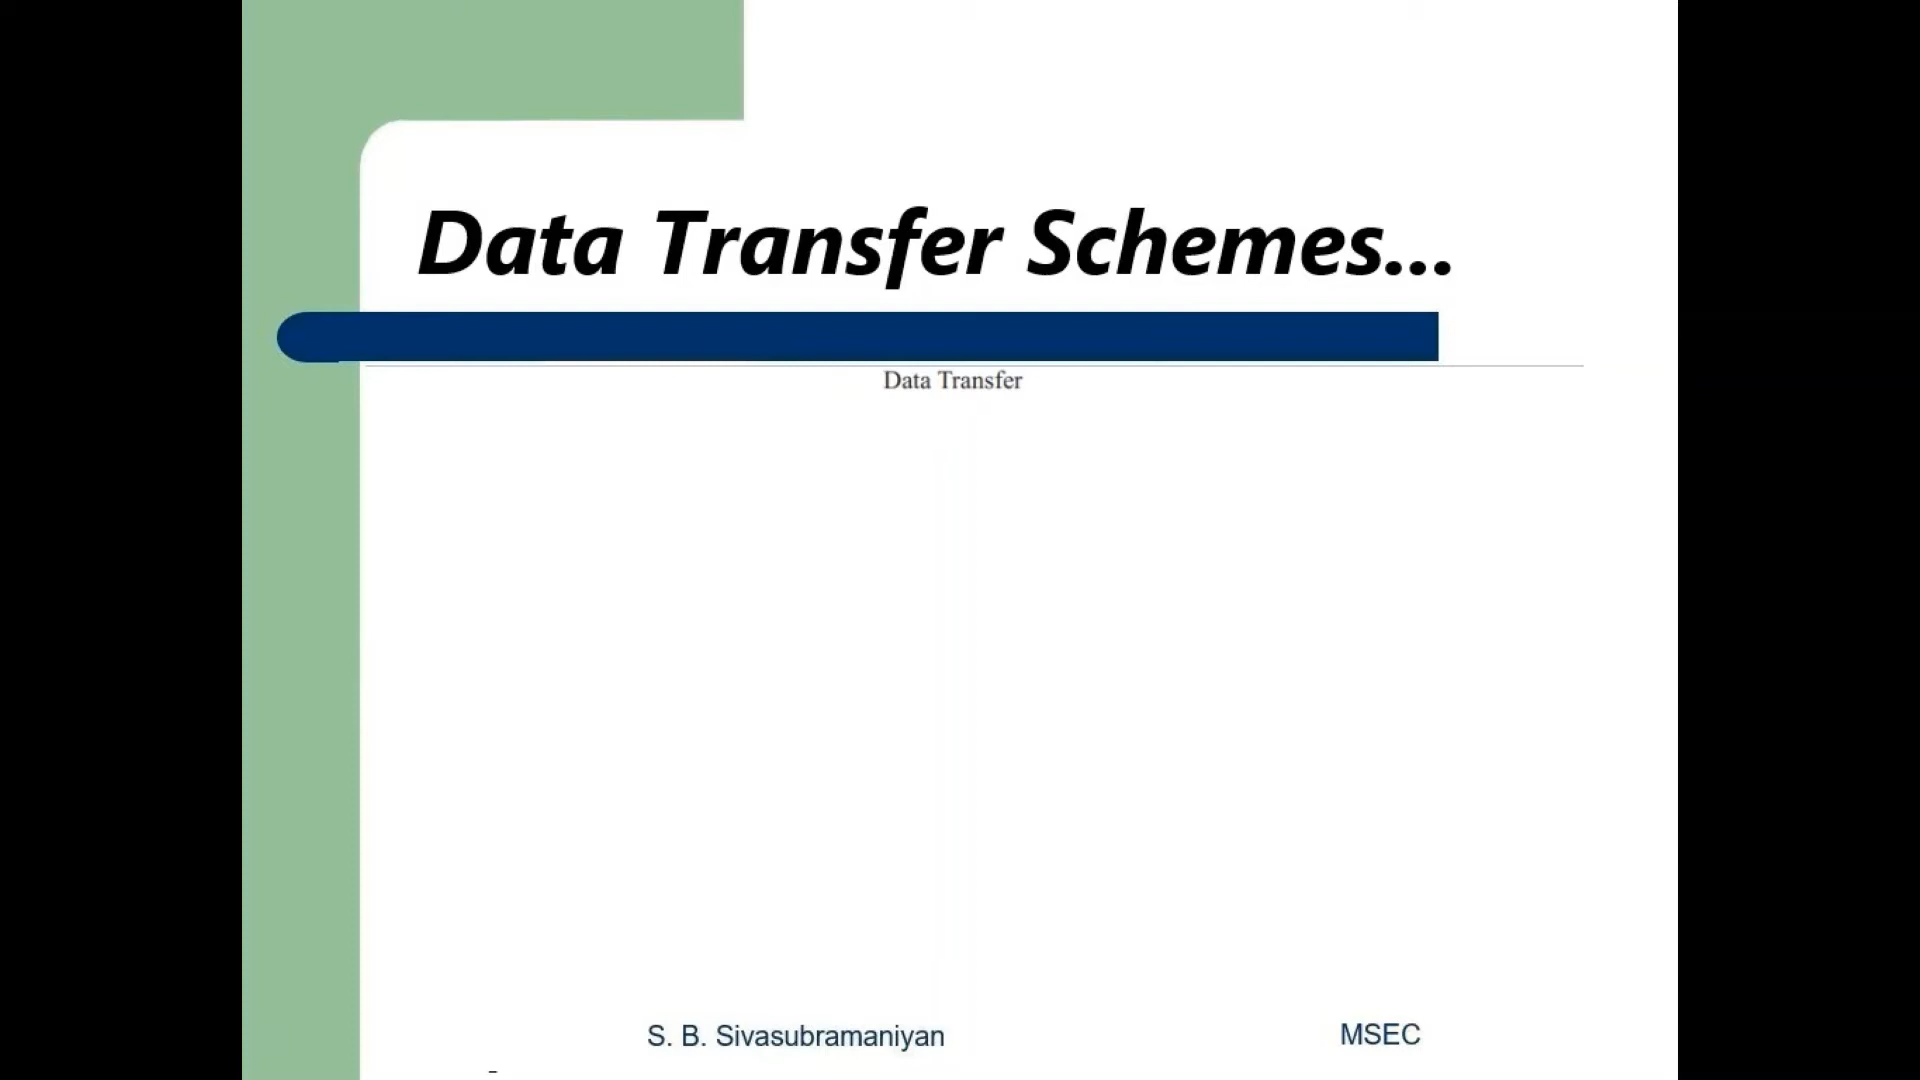 Data Transfer Schemes...
Data Transfer
S. B. Sivasubramaniyan
MSEC